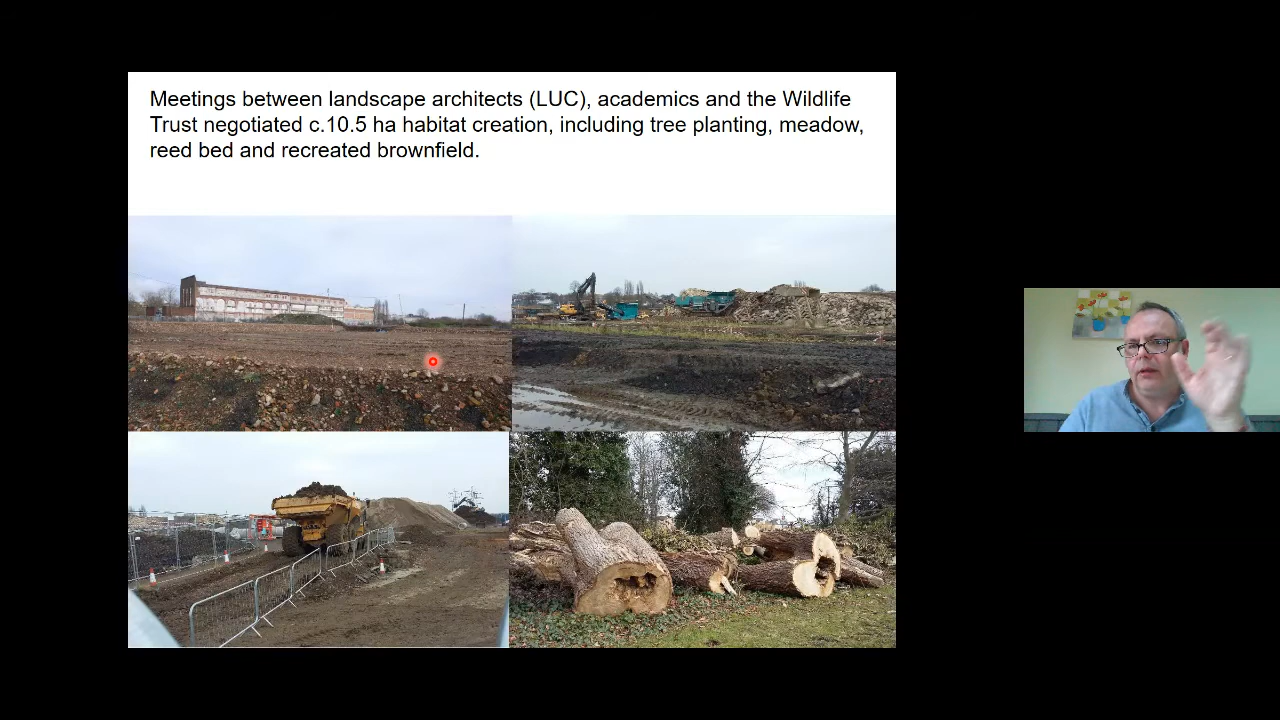 Meetings between landscape architects (LUC), academics and the Wildlife
Trust negotiated c.10.5 ha habitat creation, including tree planting, meadow,
reed bed and recreated brownfield.